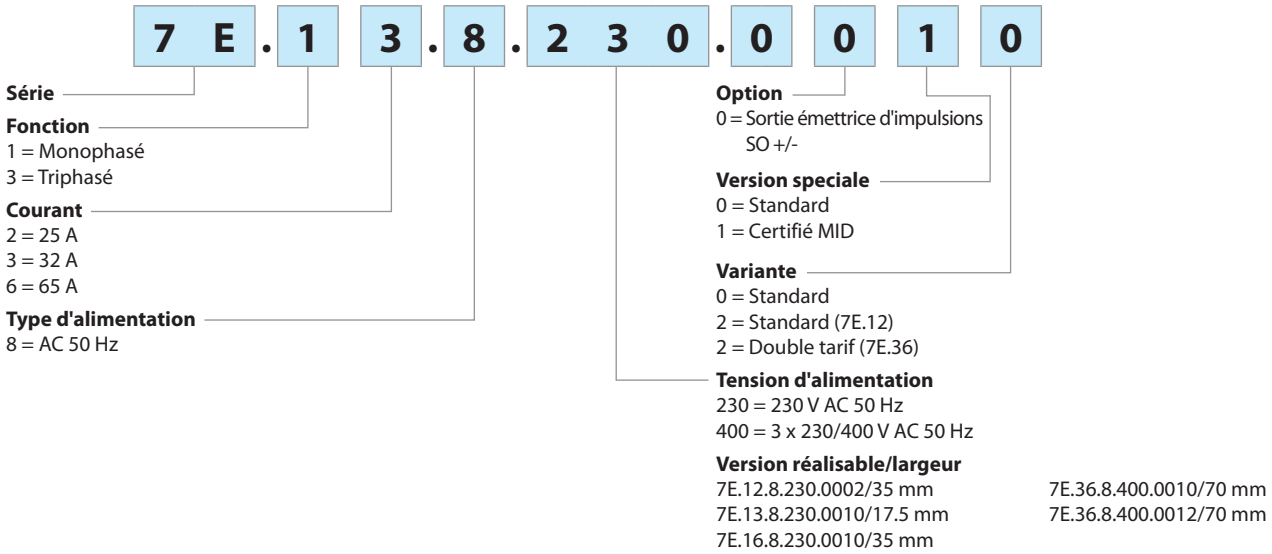 7 E . 1 3 . 8 . 2 3 0 . 0 0 1 0
Série
Fonction
1 = Monophasé
3 = Triphasé
Courant
2 = 25 A
3 = 32 A
6 = 65 A
Type d'alimentation
8 = AC 50 Hz
Option
0 = Sortie émettrice d'impulsions
SO +/-
Version speciale
0 = Standard
1 = Certifié MID
Variante
0 = Standard
2 = Standard (7E.12)
2 = Double tarif (7E.36)
Tension d'alimentation
230 = 230 V AC 50 Hz
400 = 3 x 230/400 V AC 50 Hz
Version réalisable/largeur
7E.12.8.230.0002/35 mm 7E.36.8.400.0010/70 mm
7E.13.8.230.0010/17.5 mm 7E.36.8.400.0012/70 mm
7E.16.8.230.0010/35 mm